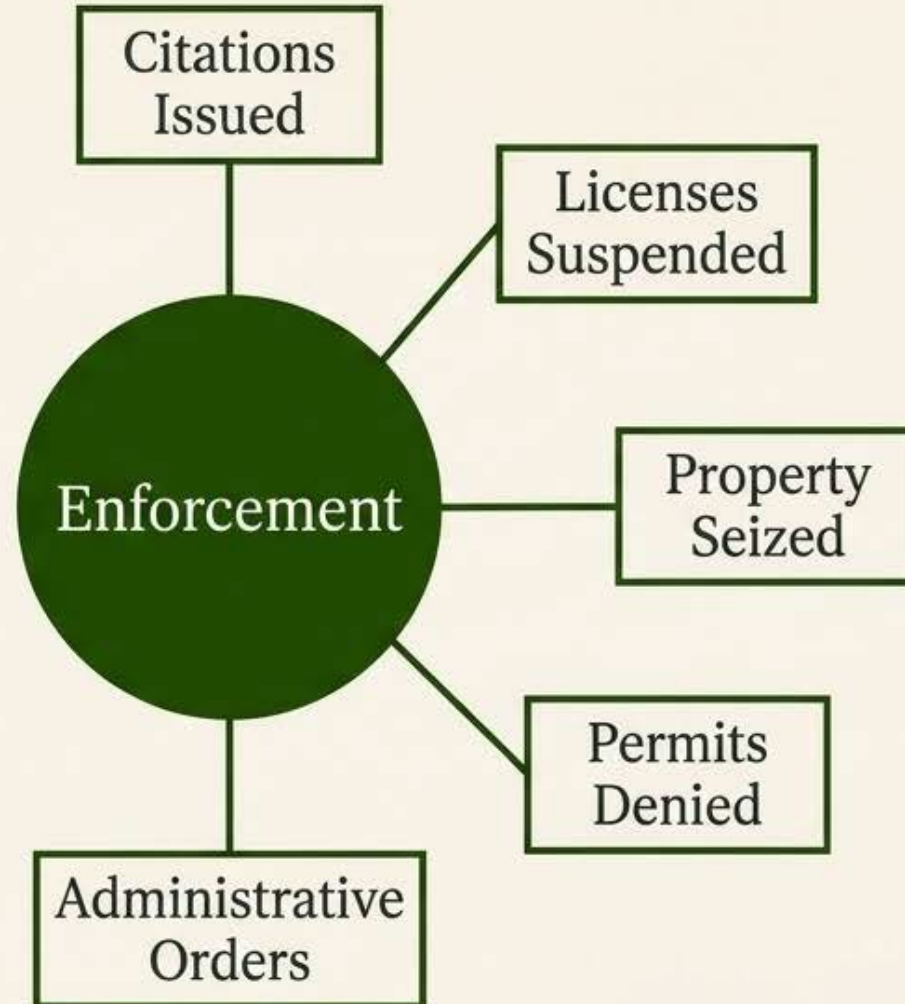 Citations
Issued
Licenses
Suspended
Enforcement
Property
Seized
Permits
Denied
Administrative
Orders